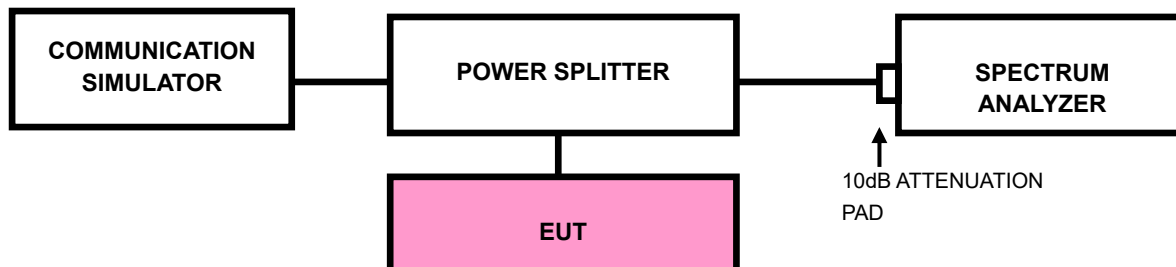 COMMUNICATION
SIMULATOR
POWER SPLITTER
SPECTRUM
ANALYZER
10dB ATTENUATION
PAD
EUT